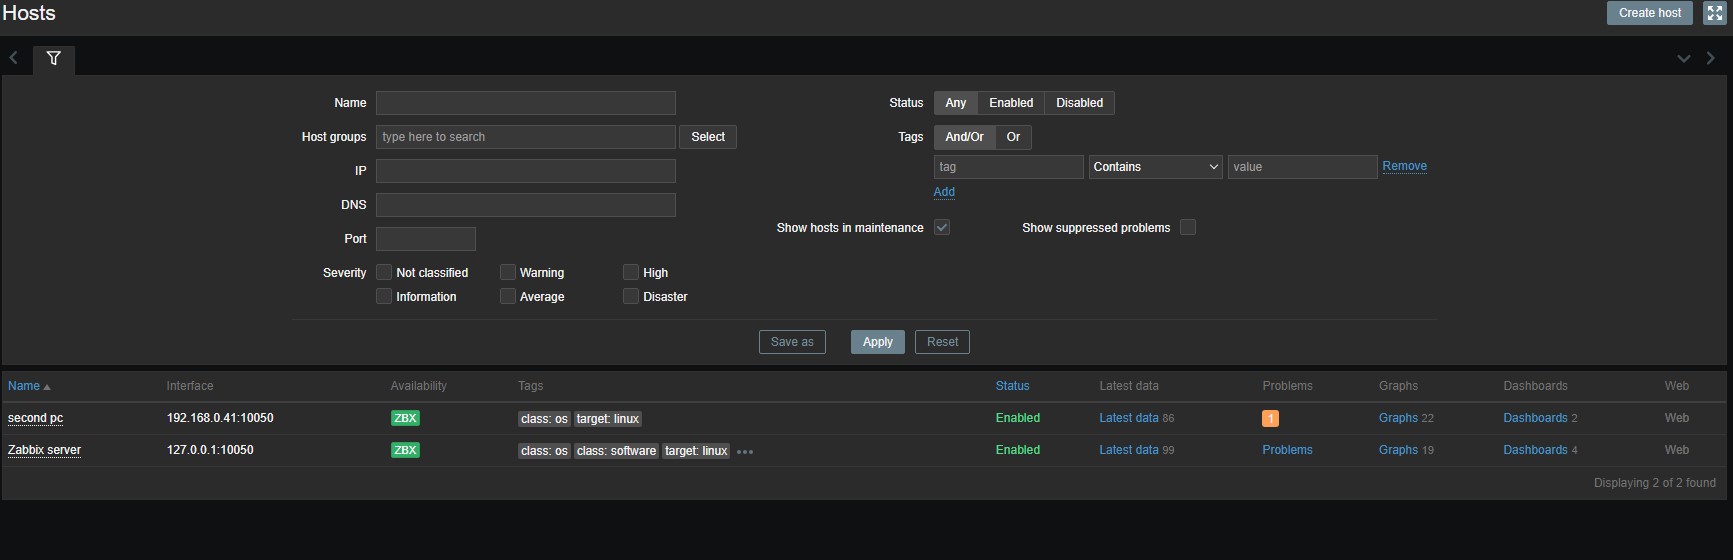 Hosts
Create host
Name
Status Any Enabled Disabled
Host groups type here to search Select
Tags And/Or Or
IP
tag Contains value Remove
DNS
Add
Port
Show hosts in maintenance
Show suppressed problems
Severity Not classified Warning High
Information Average Disaster
Save as Apply Reset
Name Interface Availability Tags Status Latest data Problems Graphs Dashboards Web
second pc 192.168.0.41:10050 ZBX class: os target: linux Enabled Latest data 86 1 Graphs 22 Dashboards 2 Web
Zabbix server 127.0.0.1:10050 ZBX class: os class: software target: linux ••• Enabled Latest data 99 Problems Graphs 19 Dashboards 4 Web
Displaying 2 of 2 found